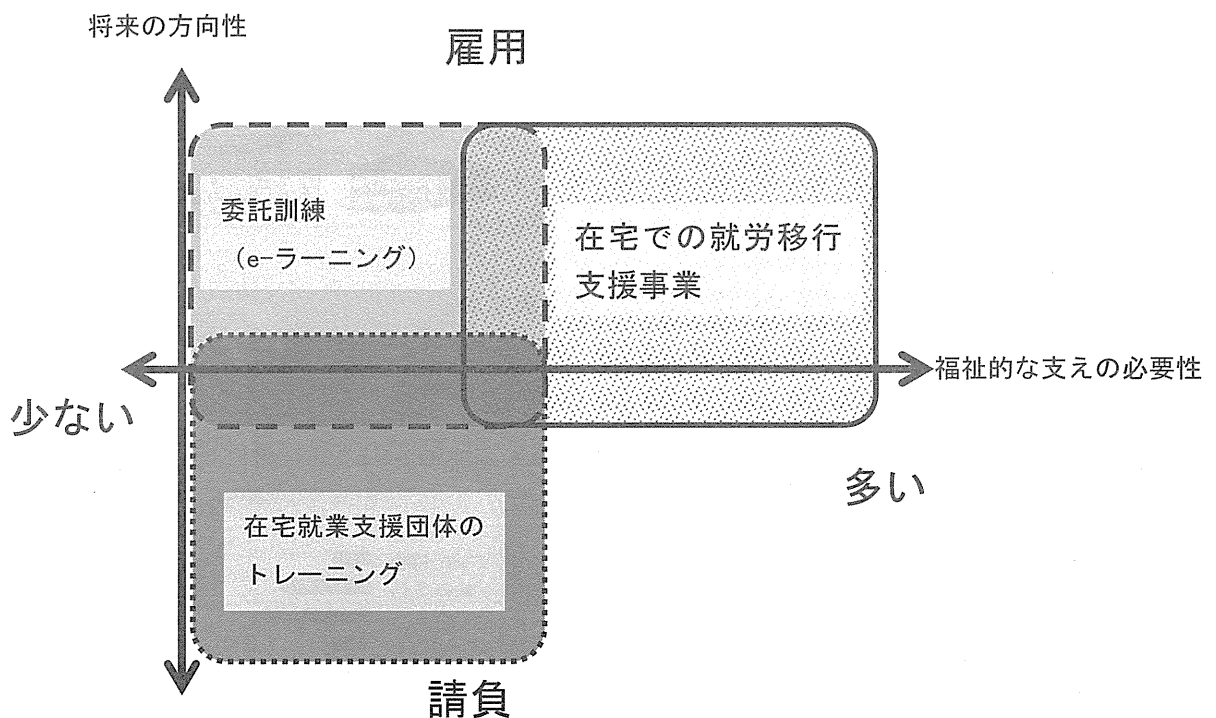 将来の方向性
雇用
委託訓練
(e-ラーニング)
在宅での就労移行
支援事業
福祉的な支えの必要性
少ない
多い
在宅就業支援団体の
トレーニング
請負